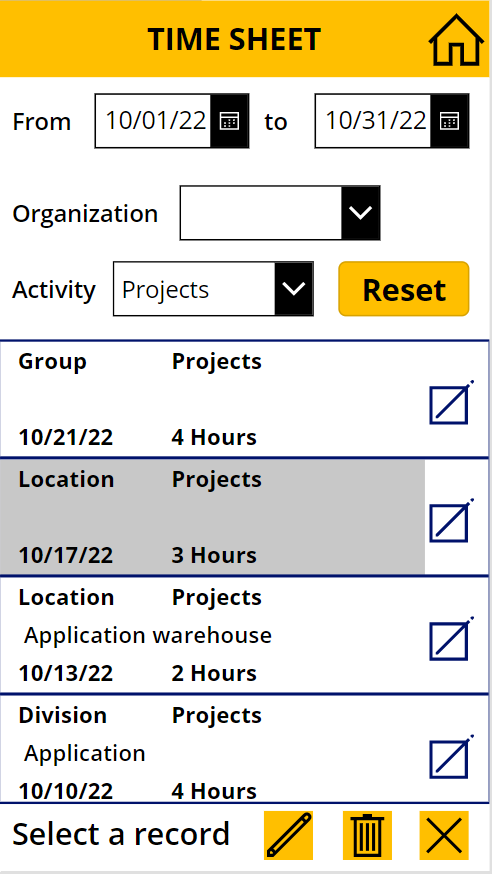 TIME SHEET
From 10/01/22 to 10/31/22
Organization
Activity Projects Reset
Group Projects
10/21/22 4 Hours
Location Projects
10/17/22 3 Hours
Location Projects
Application warehouse
10/13/22 2 Hours
Division Projects
Application
10/10/22 4 Hours
Select a record